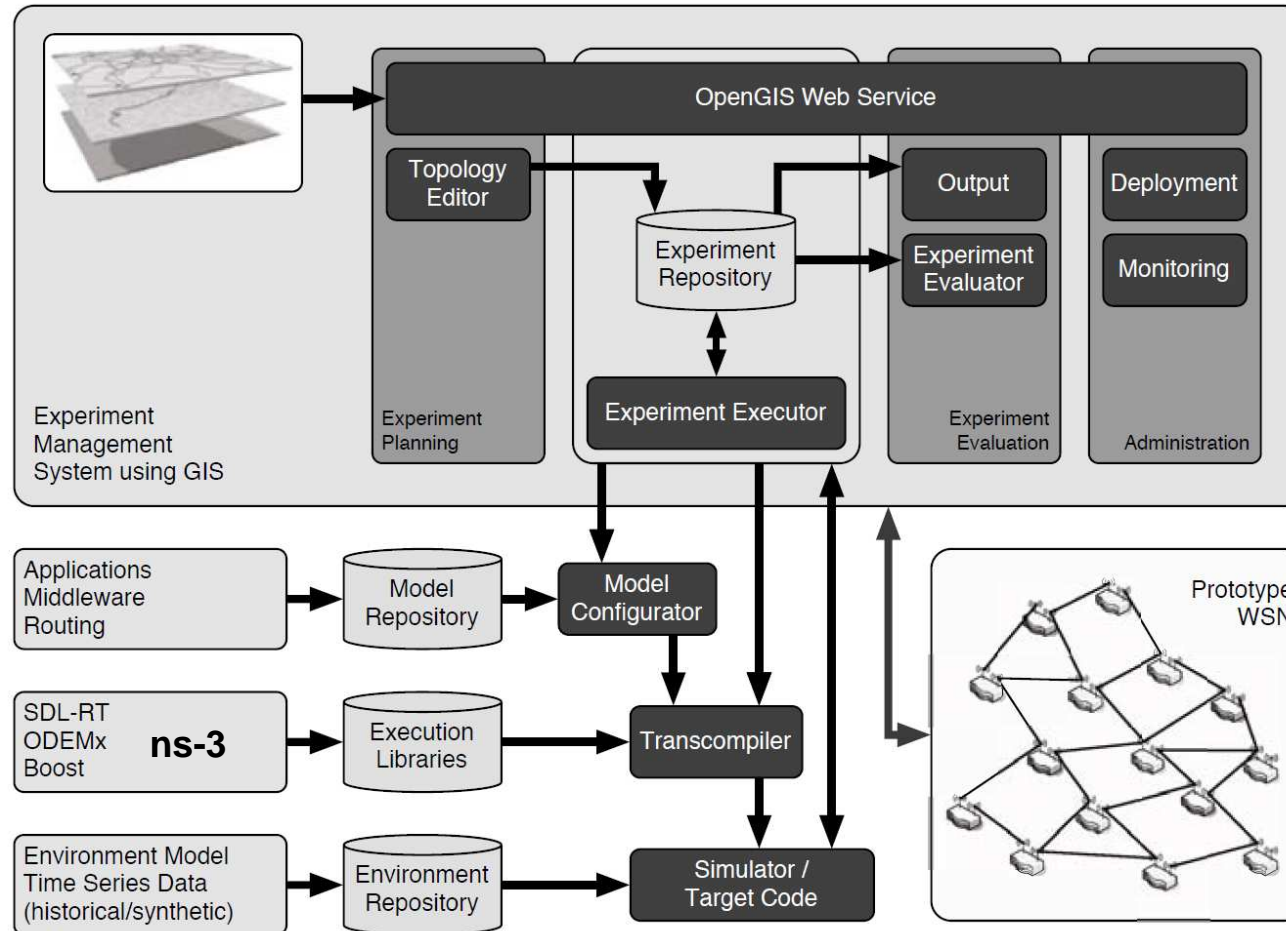 OpenGIS Web Service
Topology
Editor
Output
Deployment
Experiment
Repository
Experiment
Evaluator
Monitoring
Experiment Executor
Experiment
Management
System using GIS
Experiment
Planning
Experiment
Evaluation
Administration
Applications
Middleware
Routing
Model
Repository
Model
Configurator
Prototype
WSN
SDL-RT
ODEMx
Boost
ns-3
Execution
Libraries
Transcompiler
Environment Model
Time Series Data
(historical/synthetic)
Environment
Repository
Simulator /
Target Code